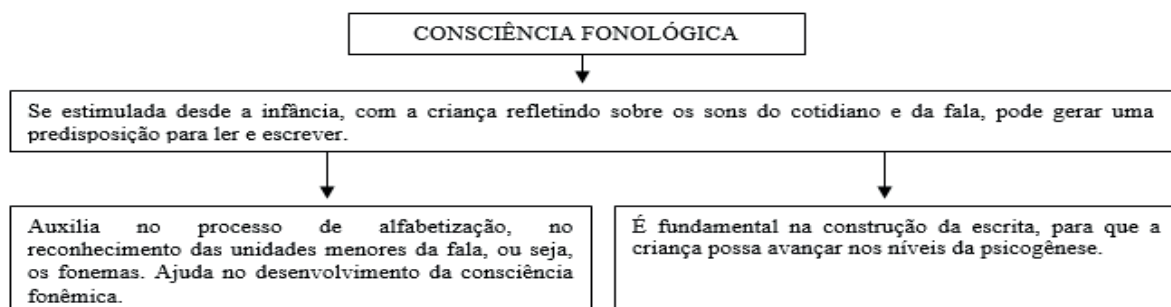 CONSCIÊNCIA FONOLÓGICA
Se estimulada desde a infância, com a criança refletindo sobre os sons do cotidiano e da fala, pode gerar uma
predisposição para ler e escrever.
Auxilia no processo de alfabetização, no
reconhecimento das unidades menores da fala, ou seja,
os fonemas. Ajuda no desenvolvimento da consciência
fonêmica.
É fundamental na construção da escrita, para que a
criança possa avançar nos níveis da psicogênese.